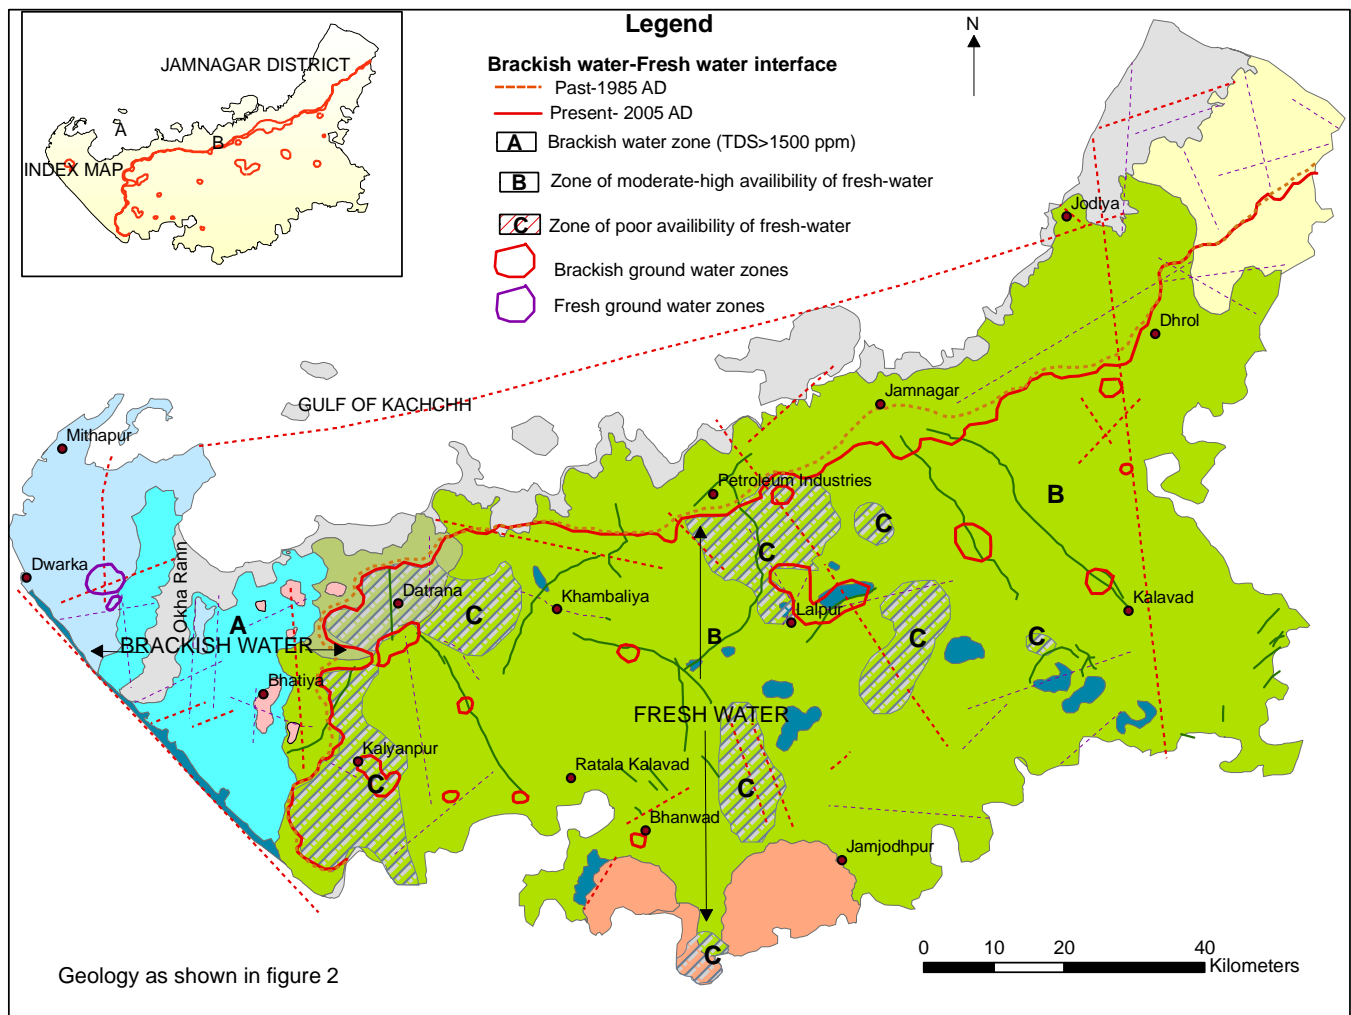 JAMNAGAR DISTRICT
A
B
INDEX MAP
Legend
Brackish water-Fresh water interface
Past-1985 AD
Present- 2005 AD
A Brackish water zone (TDS>1500 ppm)
B Zone of moderate-high availibility of fresh-water
C Zone of poor availibility of fresh-water
Brackish ground water zones
Fresh ground water zones
N
Jodiya
Dhrol
Jamnagar
GULF OF KACHCHH
Mithapur
Petroleum Industries
B
C
C
Dwarka
Okha Rann
Datrana
Khambaliya
C
Lalpur
Kalavad
A
B
C
C
BRACKISH WATER
Bhatiya
FRESH WATER
Kalyanpur
C
Ratala Kalavad
C
Bhanwad
Jamjodhpur
C
Geology as shown in figure 2
0 10 20 40
Kilometers